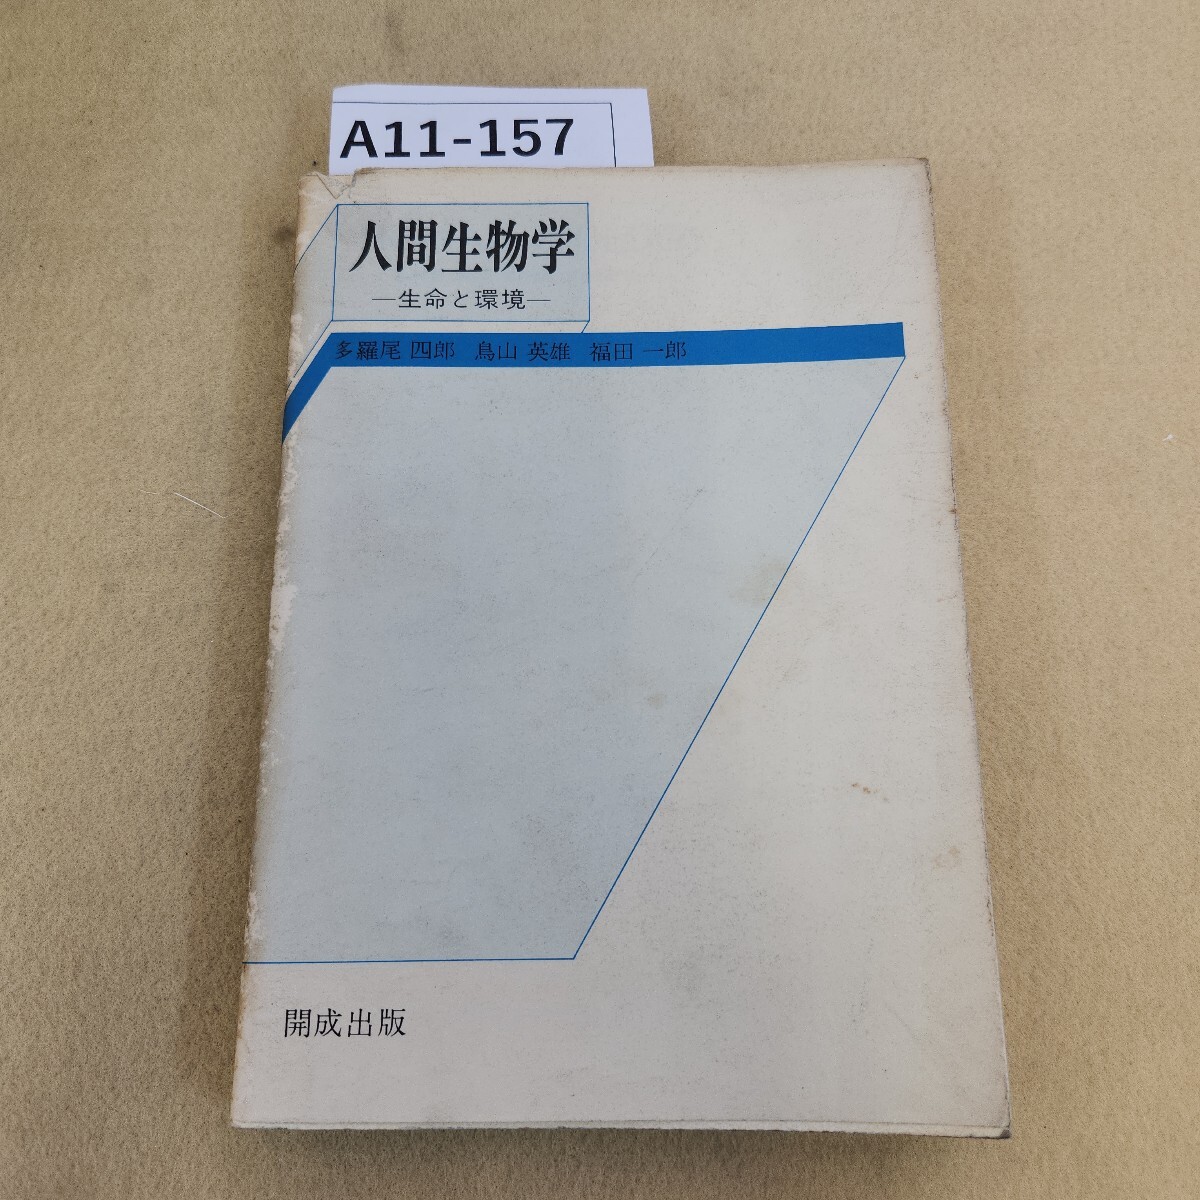 A11-157
人間生物学
—生命と環境—
多羅尾 四郎 鳥山 英雄 福田 一郎
開成出版